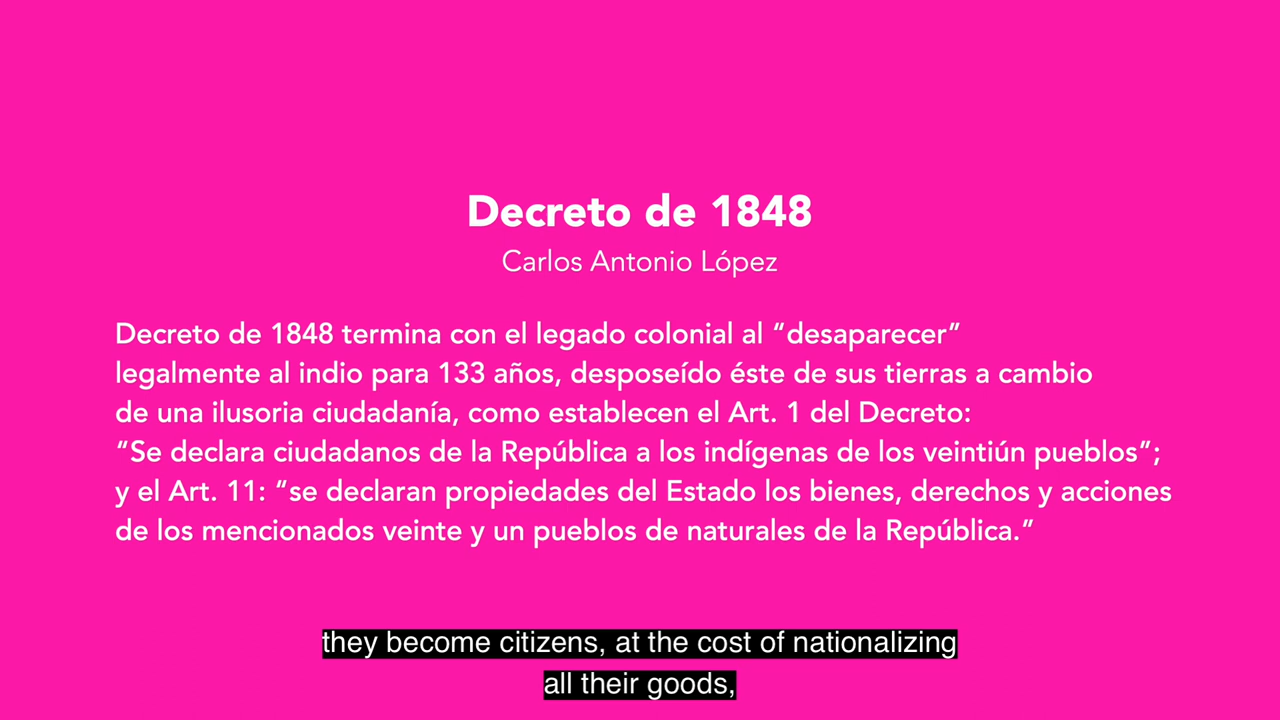 Decreto de 1848
Carlos Antonio López
Decreto de 1848 termina con el legado colonial al “desaparecer”
legalmente al indio para 133 años, desposeído éste de sus tierras a cambio
de una ilusoria ciudadanía, como establecen el Art. 1 del Decreto:
“Se declara ciudadanos de la República a los indígenas de los veintiún pueblos”;
y el Art. 11: “se declaran propiedades del Estado los bienes, derechos y acciones
de los mencionados veinte y un pueblos de naturales de la República.”
they become citizens, at the cost of nationalizing
all their goods,